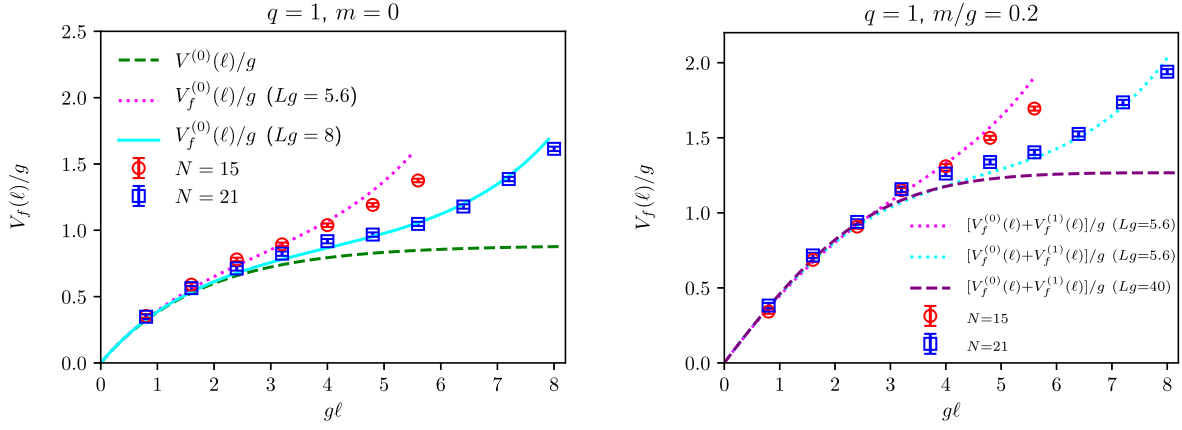 q = 1, m = 0
2.5
2.0
1.5
1.0
0.5
0.0
V_f(ℓ)/g
V^{(0)}(ℓ)/g
V_f^{(0)}(ℓ)/g (Lg = 5.6)
V_f^{(0)}(ℓ)/g (Lg = 8)
N = 15
N = 21
0 1 2 3 4 5 6 7 8
gℓ
q = 1, m/g = 0.2
2.0
1.5
1.0
0.5
0.0
V_f(ℓ)/g
[V_f^{(0)}(ℓ)+V_f^{(1)}(ℓ)]/g (Lg=5.6)
[V_f^{(0)}(ℓ)+V_f^{(1)}(ℓ)]/g (Lg=5.6)
[V_f^{(0)}(ℓ)+V_f^{(1)}(ℓ)]/g (Lg=40)
N=15
N=21
0 1 2 3 4 5 6 7 8
gℓ